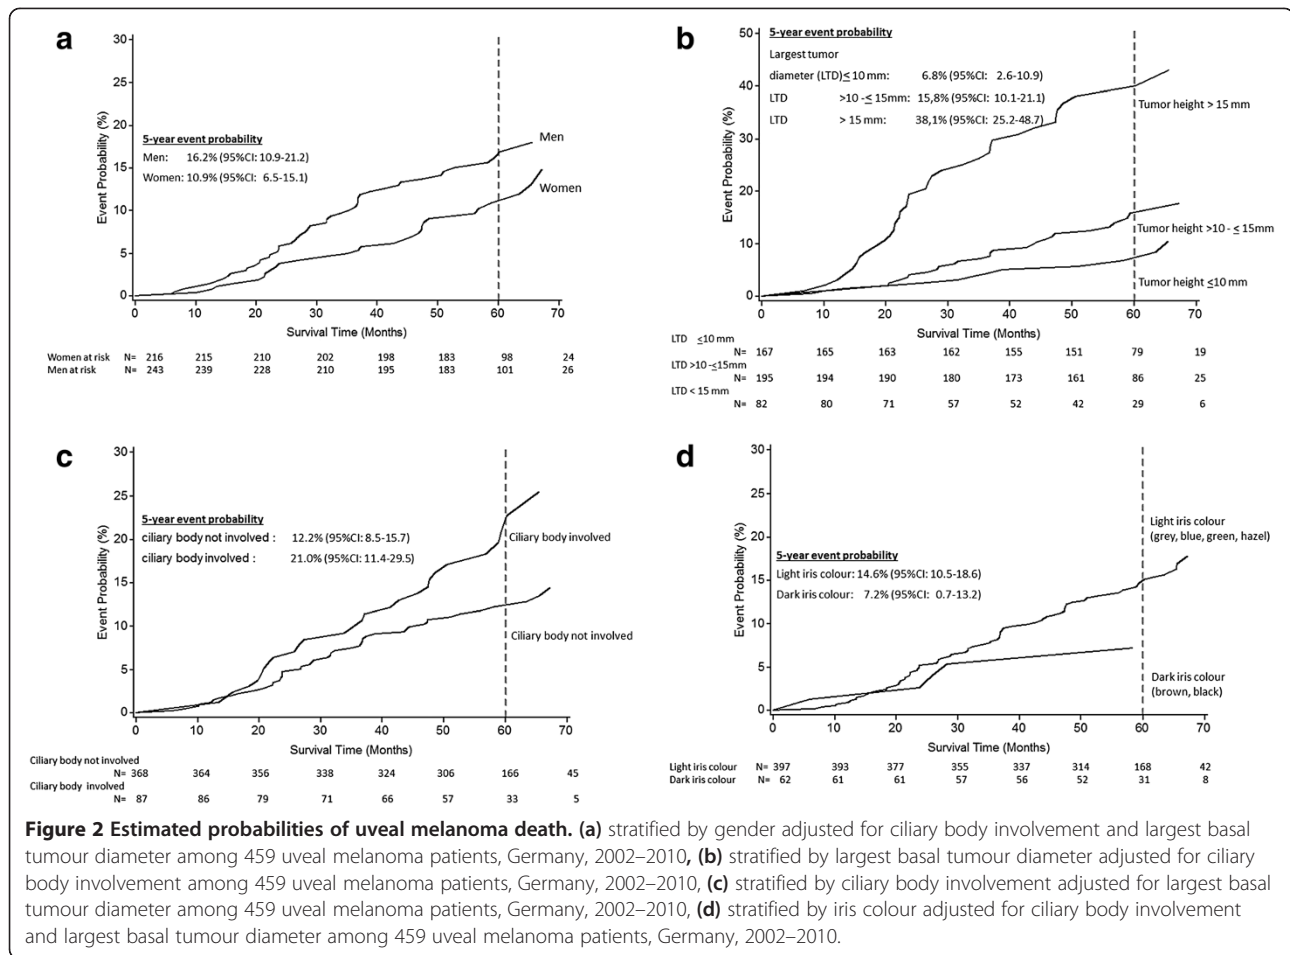 a
30
25
20
15
10
5
0
Event Probability (%)
5-year event probability
Men: 16.2% (95%CI: 10.9-21.2)
Women: 10.9% (95%CI: 6.5-15.1)
Men
Women
0 10 20 30 40 50 60 70
Survival Time (Months)
Women at risk N= 216 215 210 202 198 183 98 24
Men at risk N= 243 239 228 210 195 183 101 26
b
50
40
30
20
10
0
Event Probability (%)
5-year event probability
Largest tumor
diameter (LTD) ≤ 10 mm: 6.8% (95%CI: 2.6-10.9)
LTD >10 -≤ 15mm: 15,8% (95%CI: 10.1-21.1)
LTD > 15 mm: 38,1% (95%CI: 25.2-48.7)
Tumor height > 15 mm
Tumor height >10 - ≤ 15mm
Tumor height ≤10 mm
0 10 20 30 40 50 60 70
Survival Time (Months)
LTD ≤10 mm
N= 167 165 163 162 155 151 79 19
LTD >10 -≤15mm
N= 195 194 190 180 173 161 86 25
LTD < 15 mm
N= 82 80 71 57 52 42 29 6
c
30
25
20
15
10
5
0
Event Probability (%)
5-year event probability
ciliary body not involved : 12.2% (95%CI: 8.5-15.7)
ciliary body involved : 21.0% (95%CI: 11.4-29.5)
Ciliary body involved
Ciliary body not involved
0 10 20 30 40 50 60 70
Survival Time (Months)
Ciliary body not involved
N= 368 364 356 338 324 306 166 45
Ciliary body involved
N= 87 86 79 71 66 57 33 5
d
30
25
20
15
10
5
0
Event Probability (%)
5-year event probability
Light iris colour: 14.6% (95%CI: 10.5-18.6)
Dark iris colour: 7.2% (95%CI: 0.7-13.2)
Light iris colour
(grey, blue, green, hazel)
Dark iris colour
(brown, black)
0 10 20 30 40 50 60 70
Survival Time (Months)
Light iris colour N= 397 393 377 355 337 314 168 42
Dark iris colour N= 62 61 61 57 56 52 31 8
Figure 2 Estimated probabilities of uveal melanoma death. (a) stratified by gender adjusted for ciliary body involvement and largest basal
tumour diameter among 459 uveal melanoma patients, Germany, 2002–2010, (b) stratified by largest basal tumour diameter adjusted for ciliary
body involvement among 459 uveal melanoma patients, Germany, 2002–2010, (c) stratified by ciliary body involvement adjusted for largest basal
tumour diameter among 459 uveal melanoma patients, Germany, 2002–2010, (d) stratified by iris colour adjusted for ciliary body involvement
and largest basal tumour diameter among 459 uveal melanoma patients, Germany, 2002–2010.